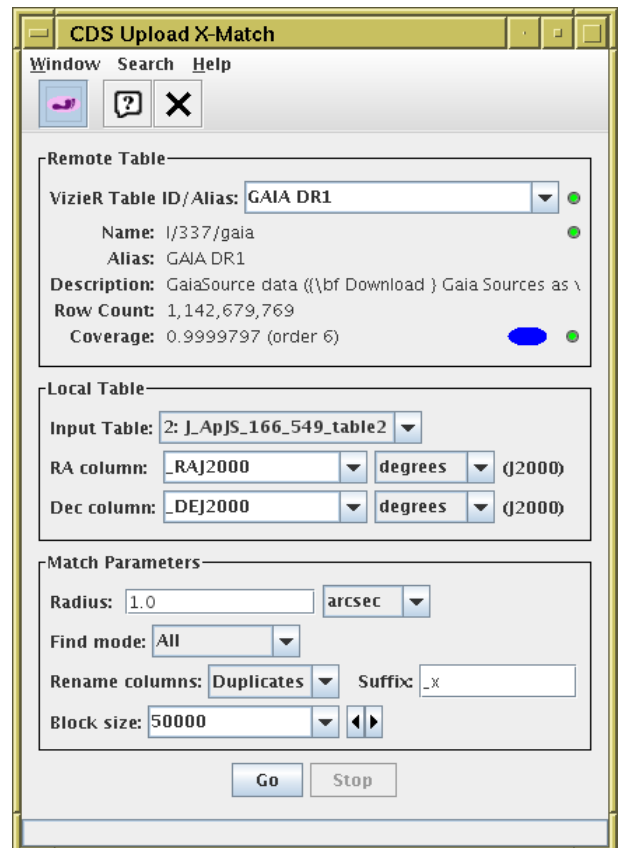 CDS Upload X-Match
Window Search Help
?
Remote Table
VizieR Table ID/Alias: GAIA DR1
Name: I/337/gaia
Alias: GAIA DR1
Description: GaiaSource data ({\bf Download } Gaia Sources as \
Row Count: 1,142,679,769
Coverage: 0.9999797 (order 6)
Local Table
Input Table: 2: J_ApJS_166_549_table2
RA column: _RAJ2000 degrees (J2000)
Dec column: _DEJ2000 degrees (J2000)
Match Parameters
Radius: 1.0 arcsec
Find mode: All
Rename columns: Duplicates Suffix: _x
Block size: 50000
Go Stop